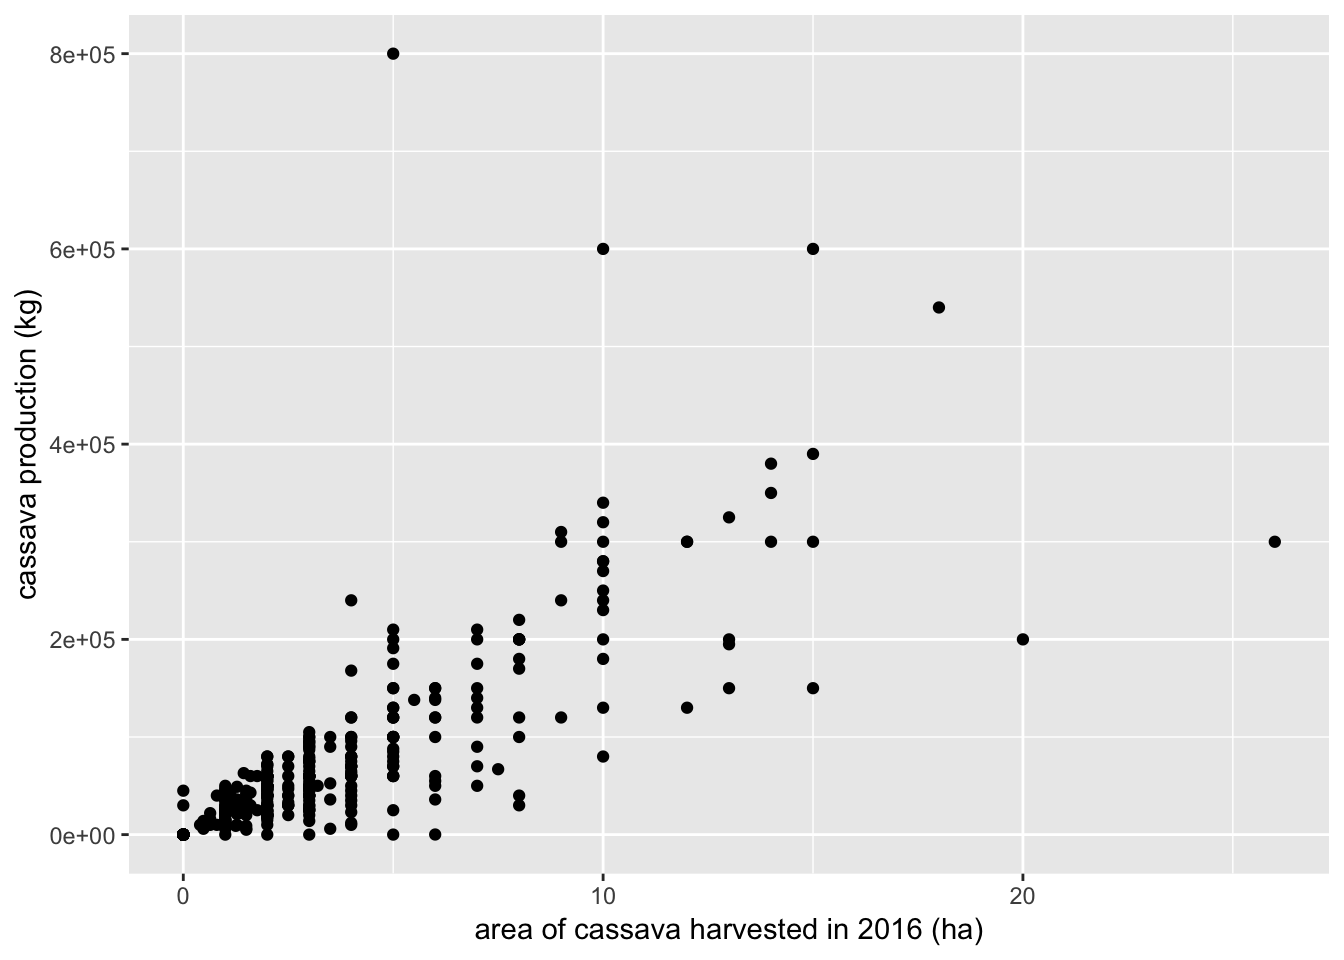 8e+05
6e+05
4e+05
2e+05
0e+00
cassava production (kg)
0 10 20
area of cassava harvested in 2016 (ha)